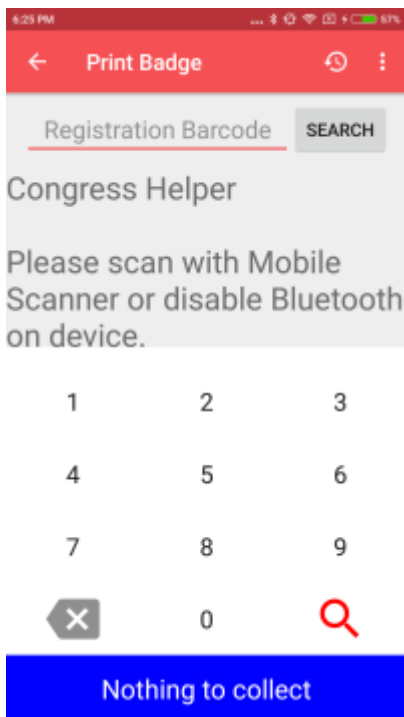 6:25 PM ... 87%
Print Badge
Registration Barcode SEARCH
Congress Helper
Please scan with Mobile
Scanner or disable Bluetooth
on device.
1 2 3
4 5 6
7 8 9
0
Nothing to collect